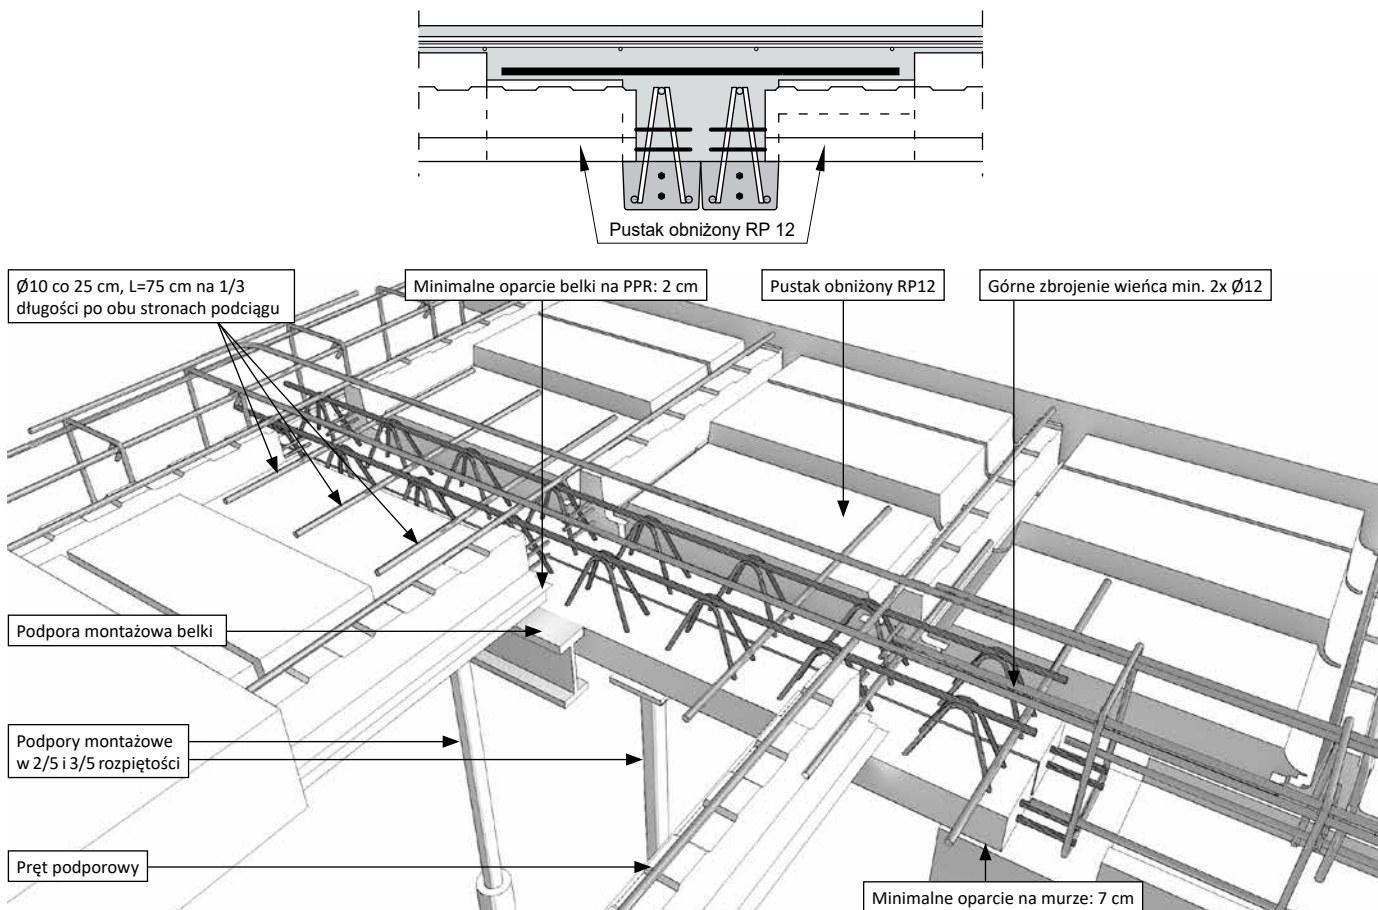 Pustak obniżony RP 12
Ø10 co 25 cm, L=75 cm na 1/3
długości po obu stronach podciągu
Minimalne oparcie belki na PPR: 2 cm
Pustak obniżony RP12
Górne zbrojenie wieńca min. 2x Ø12
Podpora montażowa belki
Podpory montażowe
w 2/5 i 3/5 rozpiętości
Pręt podporowy
Minimalne oparcie na murze: 7 cm